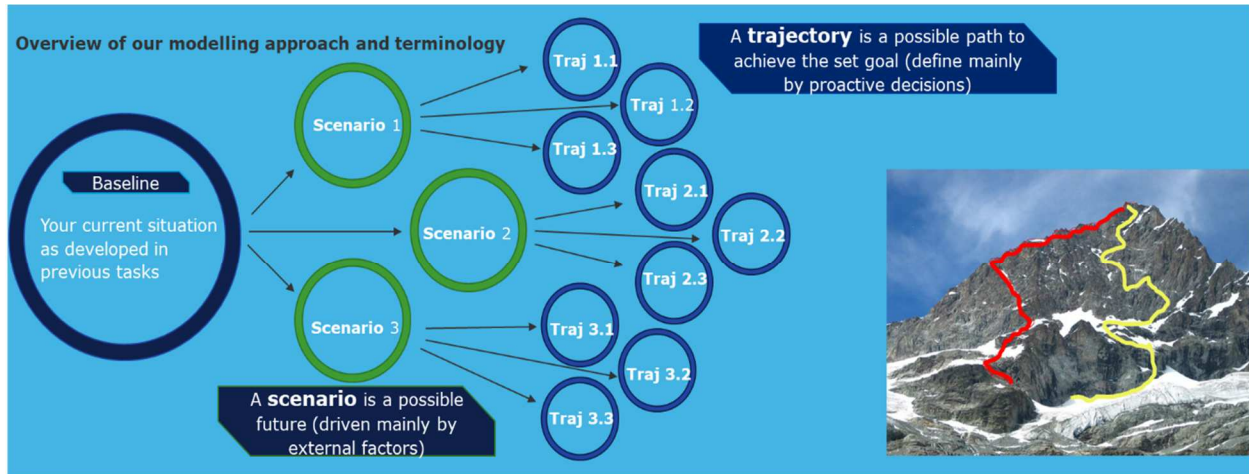 Overview of our modelling approach and terminology
A trajectory is a possible path to
achieve the set goal (define mainly
by proactive decisions)
Baseline
Your current situation
as developed in
previous tasks
Scenario 1
Traj 1.1
Traj 1.2
Traj 1.3
Scenario 2
Traj 2.1
Traj 2.2
Traj 2.3
Scenario 3
Traj 3.1
Traj 3.2
Traj 3.3
A scenario is a possible
future (driven mainly by
external factors)